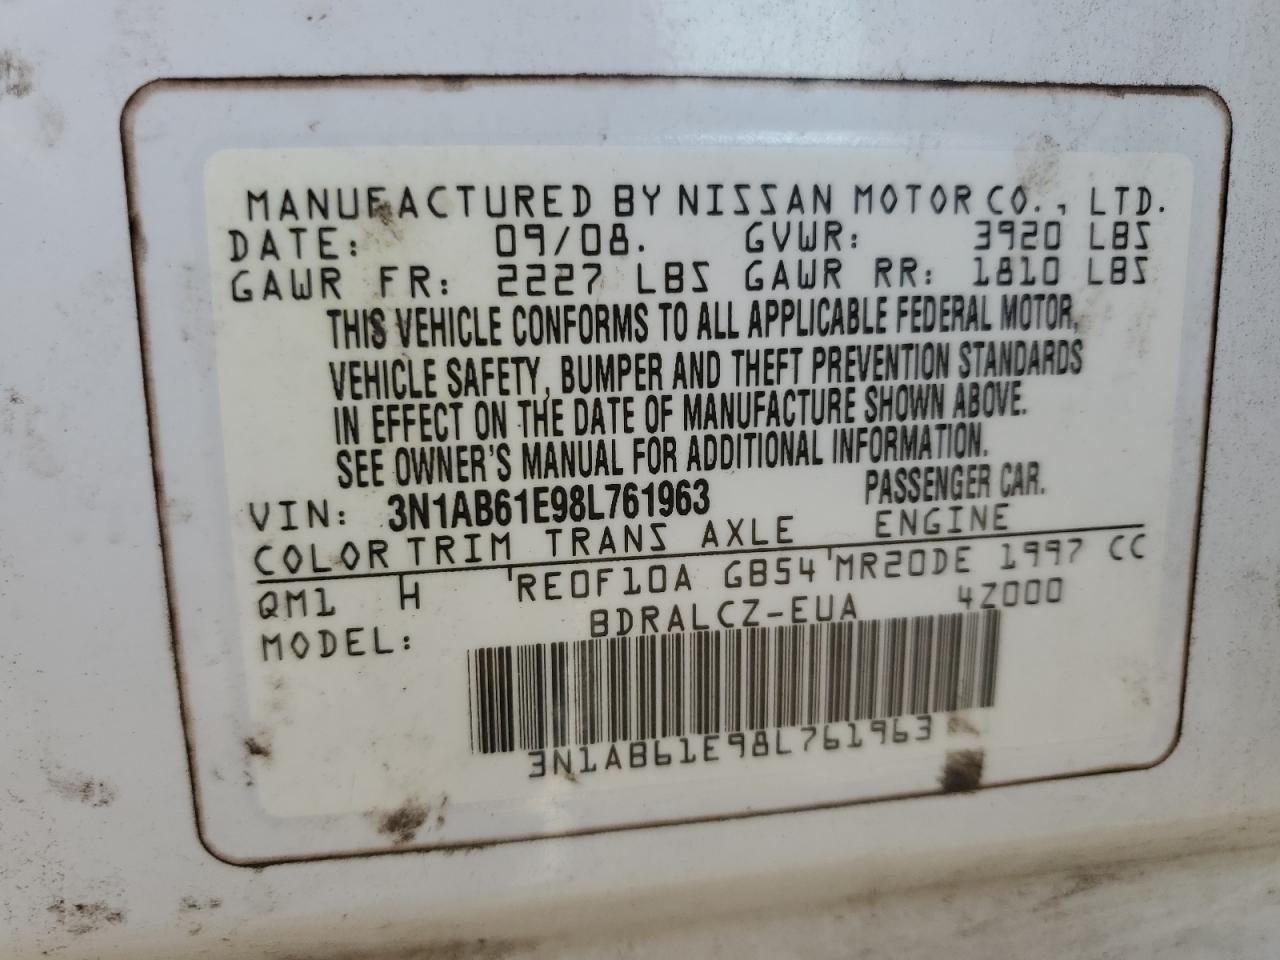 MANUFACTURED BY NISSAN MOTOR CO., LTD.
DATE: 09/08. GVWR: 3920 LBS
GAWR FR: 2227 LBS GAWR RR: 1810 LBS
THIS VEHICLE CONFORMS TO ALL APPLICABLE FEDERAL MOTOR,
VEHICLE SAFETY, BUMPER AND THEFT PREVENTION STANDARDS
IN EFFECT ON THE DATE OF MANUFACTURE SHOWN ABOVE.
SEE OWNER'S MANUAL FOR ADDITIONAL INFORMATION.
VIN: 3N1AB61E98L761963 PASSENGER CAR.
COLOR TRIM TRANS AXLE ENGINE
QM1 H RE0F10A GB54 MR20DE 1997 CC
MODEL: BDRALCZ-EUA 4Z000
3N1AB61E98L761963